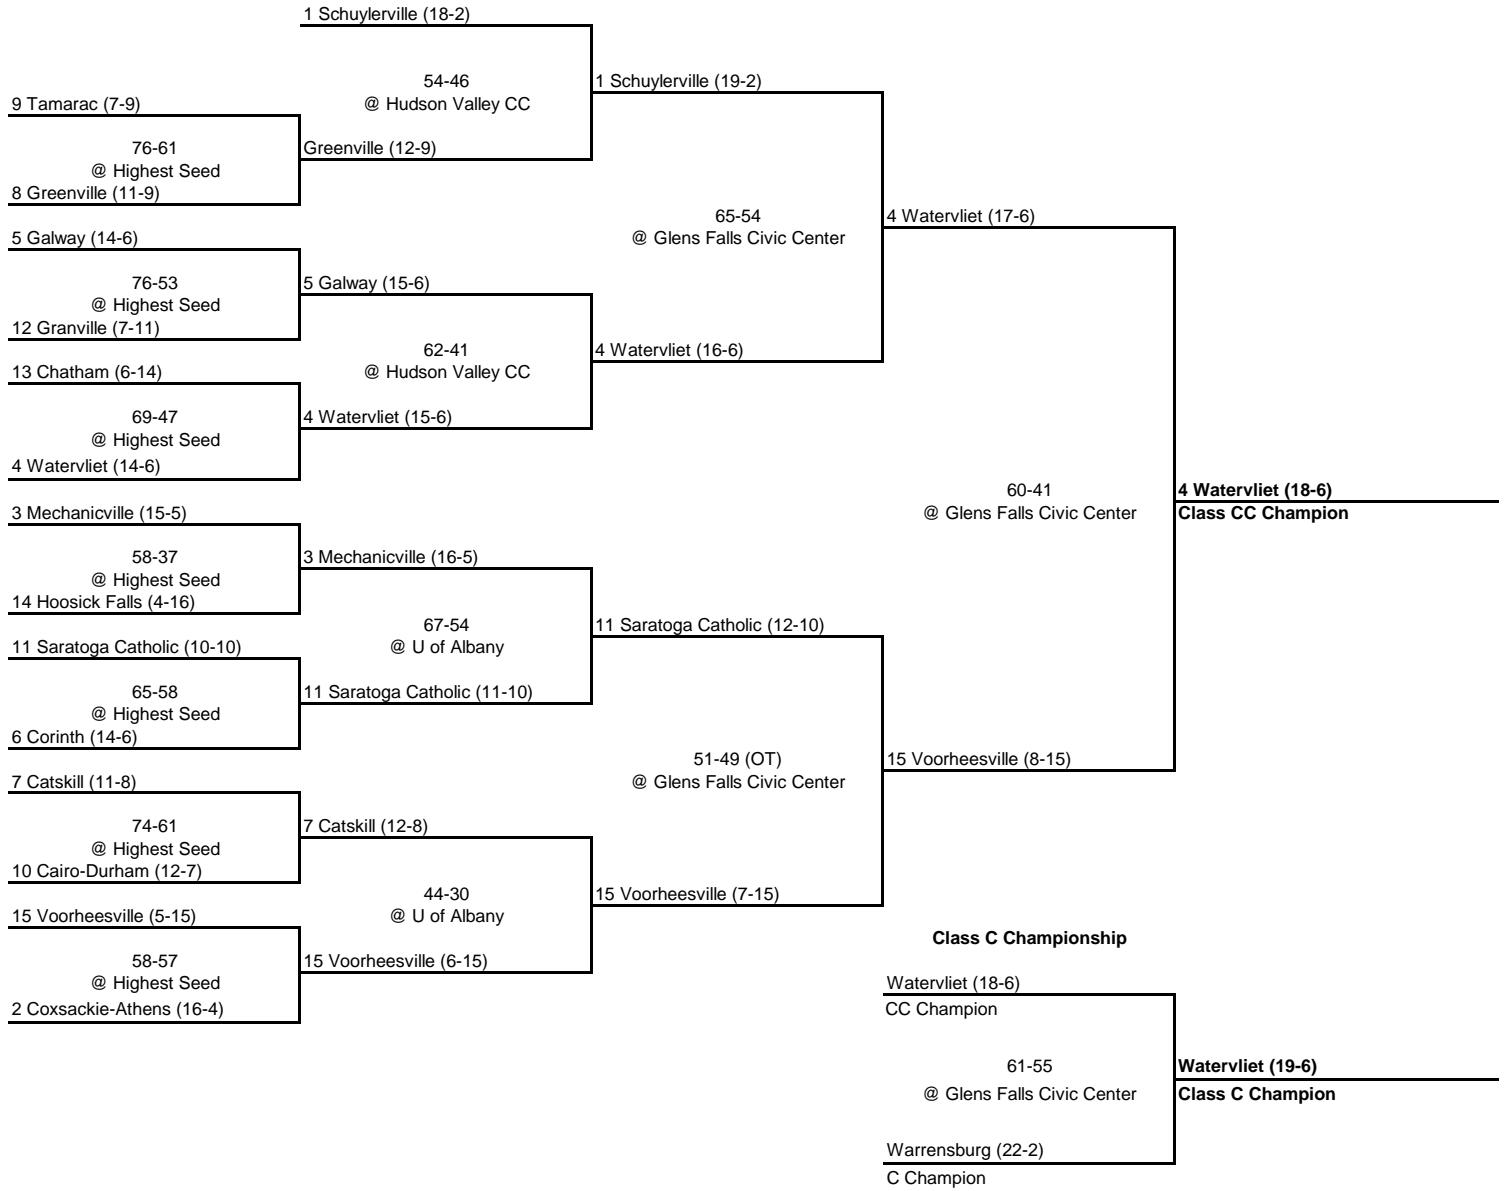 1 Schuylerville (18-2)
54-46
@ Hudson Valley CC
1 Schuylerville (19-2)
9 Tamarac (7-9)
76-61
@ Highest Seed
Greenville (12-9)
8 Greenville (11-9)
65-54
@ Glens Falls Civic Center
4 Watervliet (17-6)
5 Galway (14-6)
76-53
@ Highest Seed
5 Galway (15-6)
12 Granville (7-11)
62-41
@ Hudson Valley CC
4 Watervliet (16-6)
13 Chatham (6-14)
69-47
@ Highest Seed
4 Watervliet (15-6)
4 Watervliet (14-6)
60-41
@ Glens Falls Civic Center
4 Watervliet (18-6)
Class CC Champion
3 Mechanicville (15-5)
58-37
@ Highest Seed
3 Mechanicville (16-5)
14 Hoosick Falls (4-16)
67-54
@ U of Albany
11 Saratoga Catholic (12-10)
11 Saratoga Catholic (10-10)
65-58
@ Highest Seed
11 Saratoga Catholic (11-10)
6 Corinth (14-6)
51-49 (OT)
@ Glens Falls Civic Center
15 Voorheesville (8-15)
7 Catskill (11-8)
74-61
@ Highest Seed
7 Catskill (12-8)
10 Cairo-Durham (12-7)
44-30
@ U of Albany
15 Voorheesville (7-15)
15 Voorheesville (5-15)
58-57
@ Highest Seed
15 Voorheesville (6-15)
2 Coxsackie-Athens (16-4)
Class C Championship
Watervliet (18-6)
CC Champion
61-55
@ Glens Falls Civic Center
Watervliet (19-6)
Class C Champion
Warrensburg (22-2)
C Champion